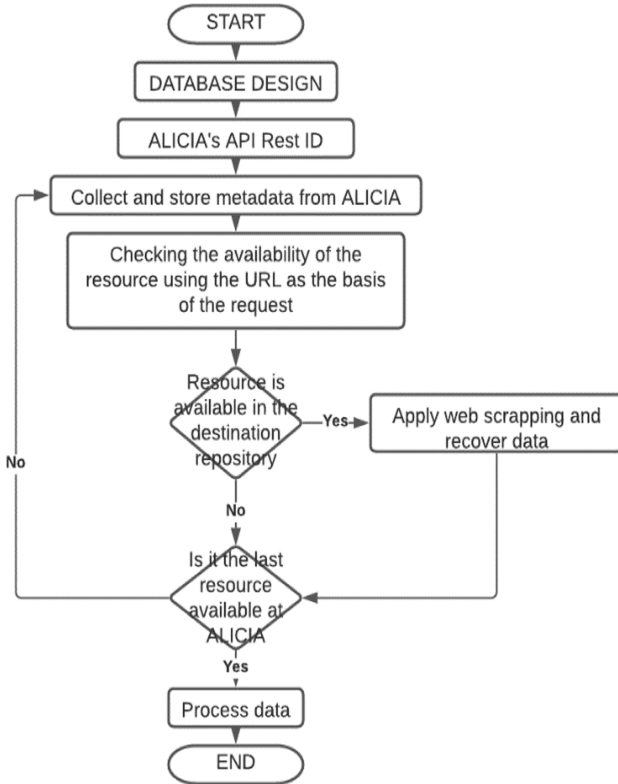 START
DATABASE DESIGN
ALICIA's API Rest ID
Collect and store metadata from ALICIA
Checking the availability of the
resource using the URL as the basis
of the request
Resource is
available in the
destination
repository
Yes
Apply web scrapping and
recover data
No
No
Is it the last
resource
available at
ALICIA
Yes
Process data
END